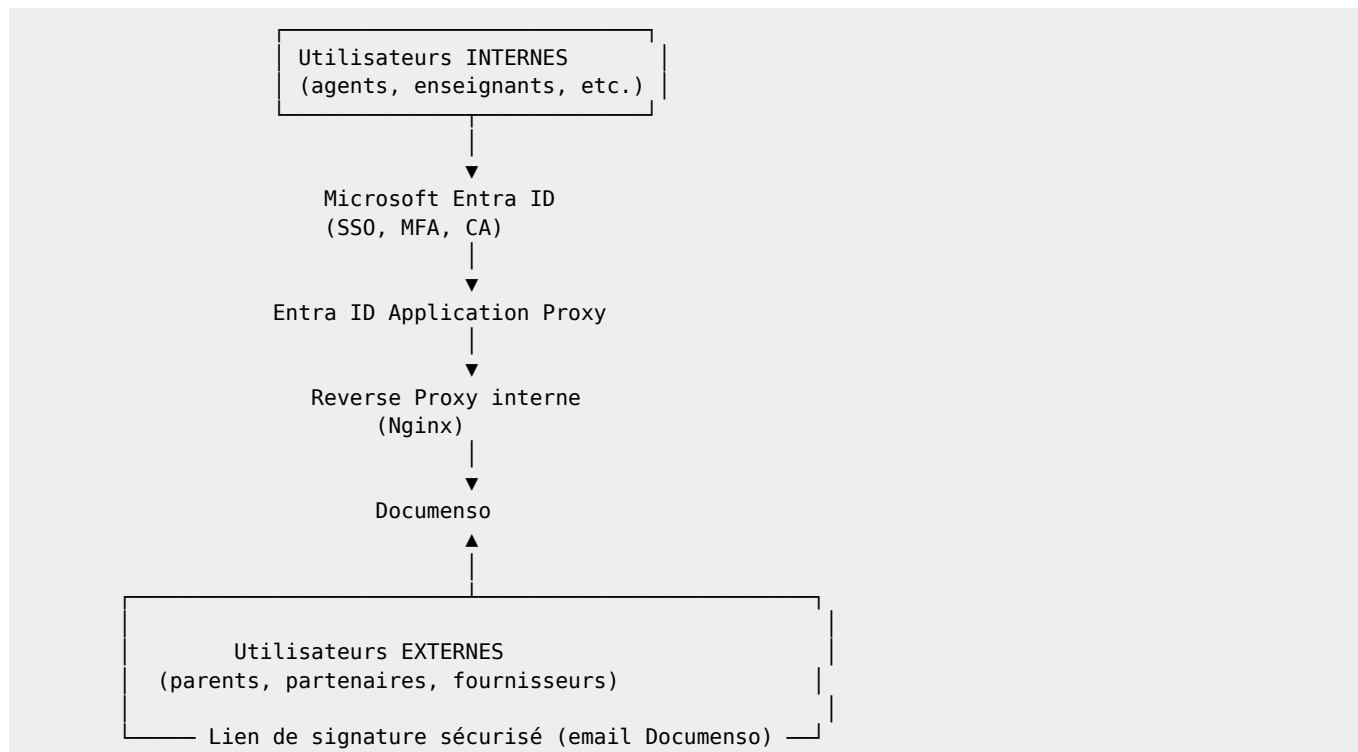 Utilisateurs INTERNES
(agents, enseignants, etc.)
Microsoft Entra ID
(SSO, MFA, CA)
Entra ID Application Proxy
Reverse Proxy interne
(Nginx)
Documenso
Utilisateurs EXTERNES
(parents, partenaires, fournisseurs)
Lien de signature sécurisé (email Documenso)